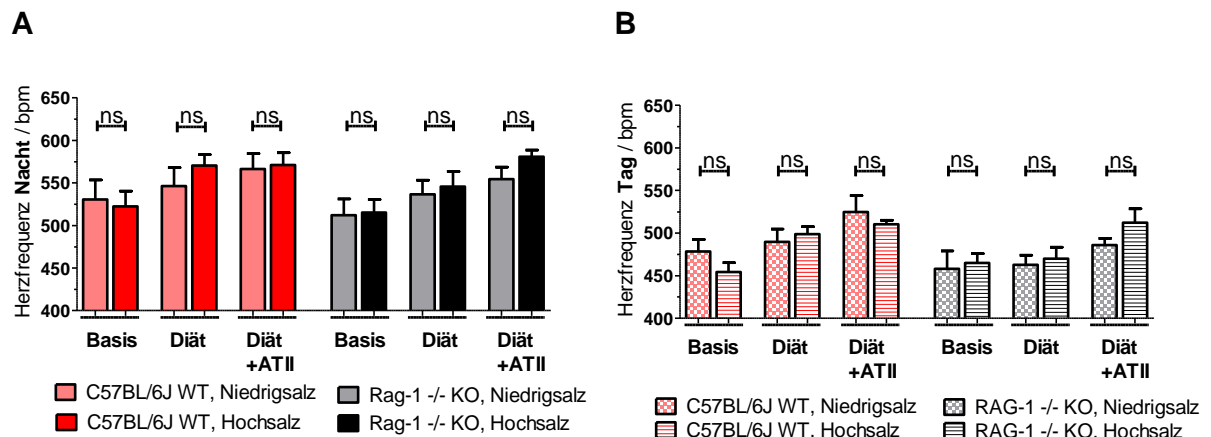 A
Herzfrequenz Nacht / bpm
650
600
550
500
450
400
ns
ns
ns
ns
ns
ns
Basis
Diät
Diät
+ATII
Basis
Diät
Diät
+ATII
C57BL/6J WT, Niedrigsalz
C57BL/6J WT, Hochsalz
Rag-1 -/- KO, Niedrigsalz
Rag-1 -/- KO, Hochsalz
B
Herzfrequenz Tag / bpm
650
600
550
500
450
400
ns
ns
ns
ns
ns
ns
Basis
Diät
Diät
+ATII
Basis
Diät
Diät
+ATII
C57BL/6J WT, Niedrigsalz
C57BL/6J WT, Hochsalz
RAG-1 -/- KO, Niedrigsalz
RAG-1 -/- KO, Hochsalz